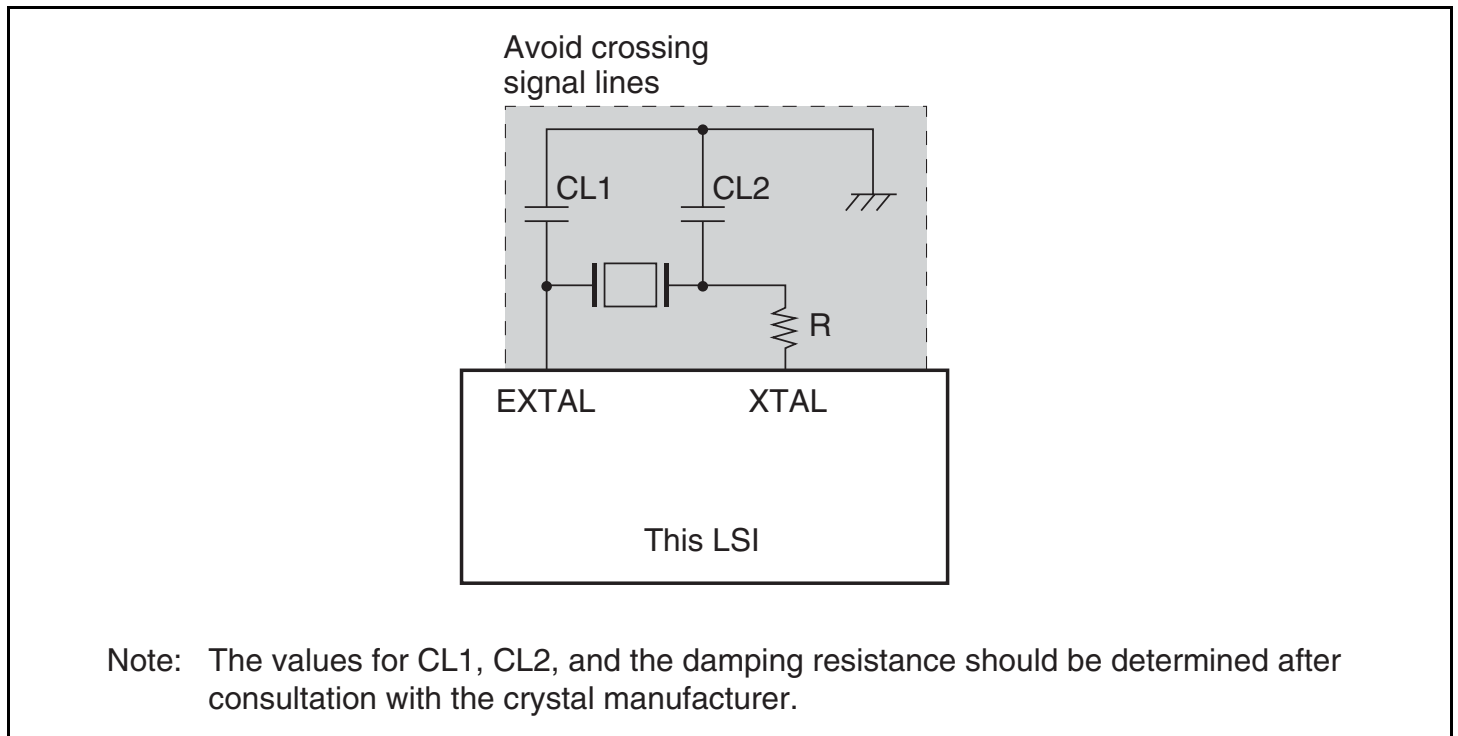 Avoid crossing
signal lines
CL1
CL2
R
EXTAL
XTAL
This LSI
Note: The values for CL1, CL2, and the damping resistance should be determined after
consultation with the crystal manufacturer.